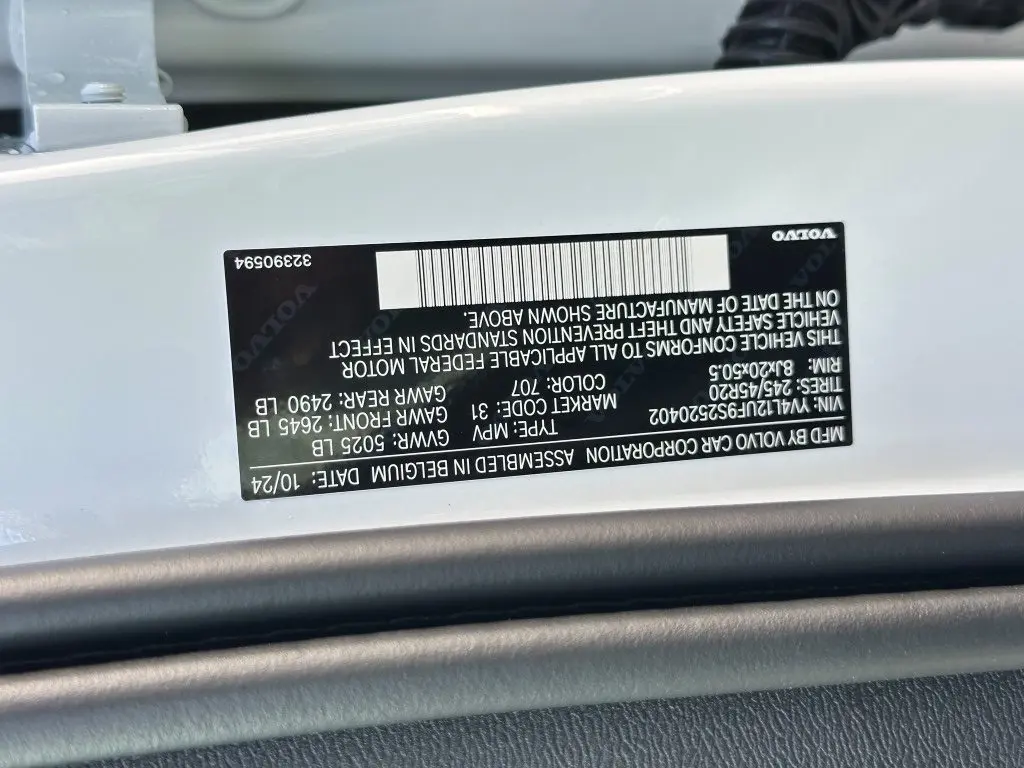 MFD BY VOLVO CAR CORPORATION ASSEMBLED IN BELGIUM DATE: 10/24
VIN: YV4L12UF9S2520402 TYPE: MPV GVWR: 5025 LB
TIRES: 245/45R20 MARKET CODE: 31 GAWR FRONT: 2645 LB
RIM: 8Jx20x50.5 COLOR: 707 GAWR REAR: 2490 LB
THIS VEHICLE CONFORMS TO ALL APPLICABLE FEDERAL MOTOR
VEHICLE SAFETY AND THEFT PREVENTION STANDARDS IN EFFECT
ON THE DATE OF MANUFACTURE SHOWN ABOVE.
VOLVO 32390594